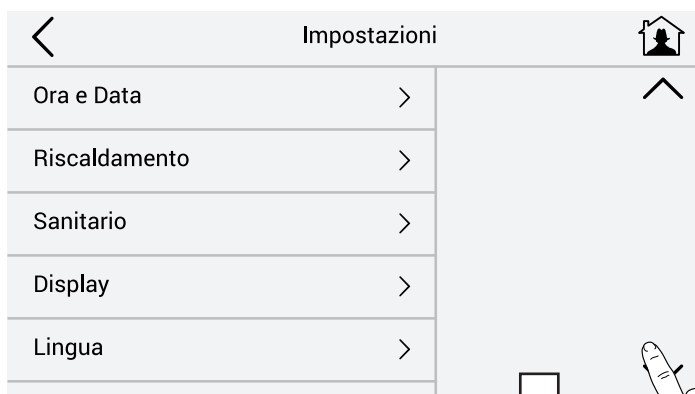 Impostazioni
Ora e Data
Riscaldamento
Sanitario
Display
Lingua